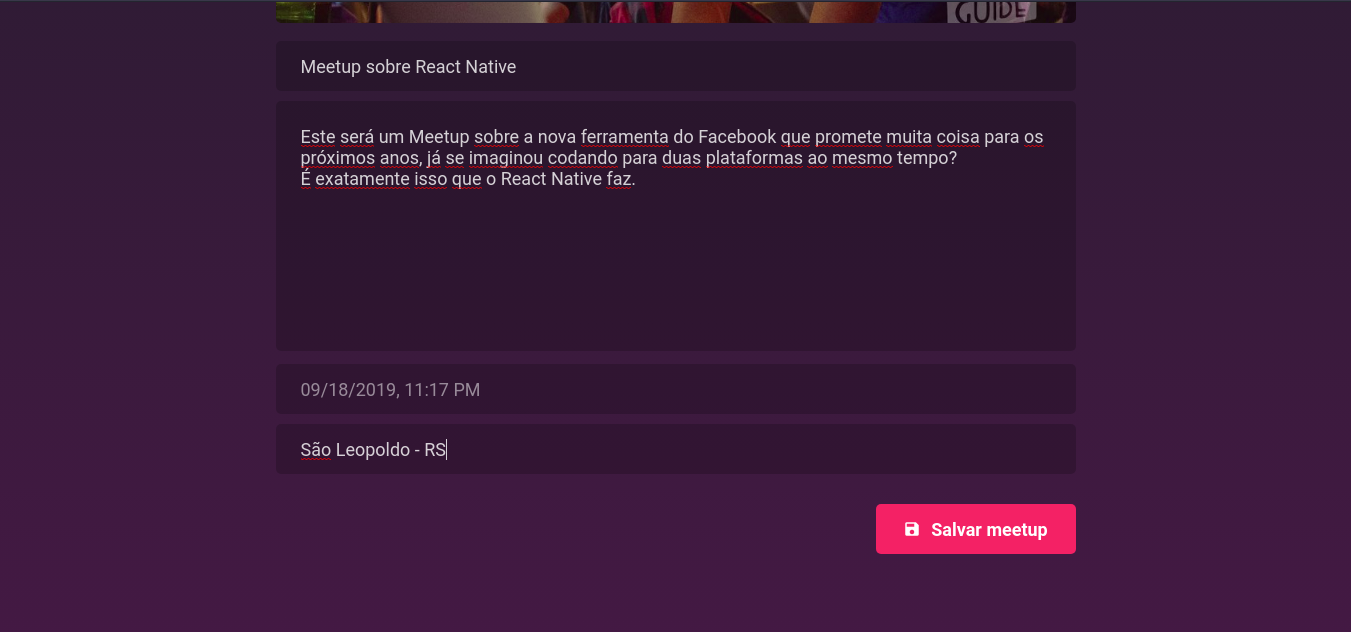 GUIDE
Meetup sobre React Native
Este será um Meetup sobre a nova ferramenta do Facebook que promete muita coisa para os
próximos anos, já se imaginou codando para duas plataformas ao mesmo tempo?
É exatamente isso que o React Native faz.
09/18/2019, 11:17 PM
São Leopoldo - RS
Salvar meetup